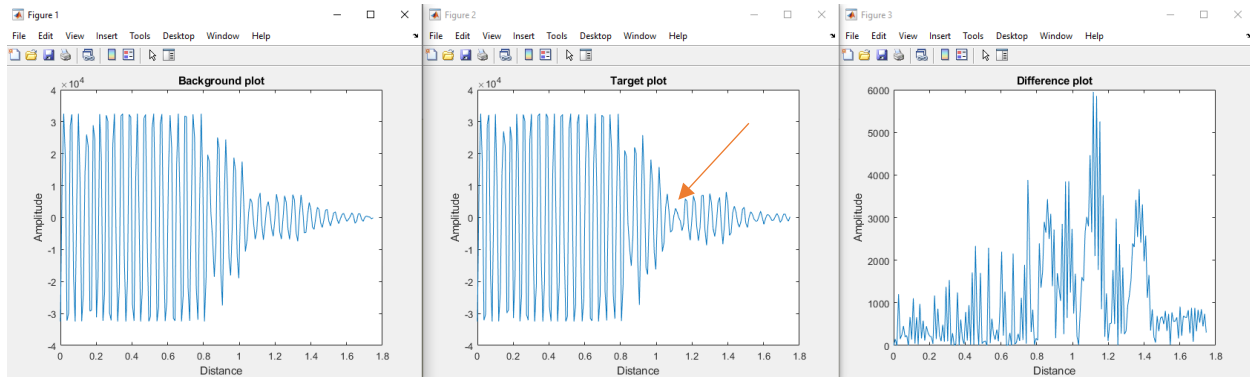 Figure 1
File Edit View Insert Tools Desktop Window Help
Background plot
×10⁴
4
3
2
1
0
-1
-2
-3
-4
Amplitude
0 0.2 0.4 0.6 0.8 1 1.2 1.4 1.6 1.8
Distance
Figure 2
File Edit View Insert Tools Desktop Window Help
Target plot
×10⁴
4
3
2
1
0
-1
-2
-3
-4
Amplitude
0 0.2 0.4 0.6 0.8 1 1.2 1.4 1.6 1.8
Distance
Figure 3
File Edit View Insert Tools Desktop Window Help
Difference plot
6000
5000
4000
3000
2000
1000
0
Amplitude
0 0.2 0.4 0.6 0.8 1 1.2 1.4 1.6 1.8
Distance